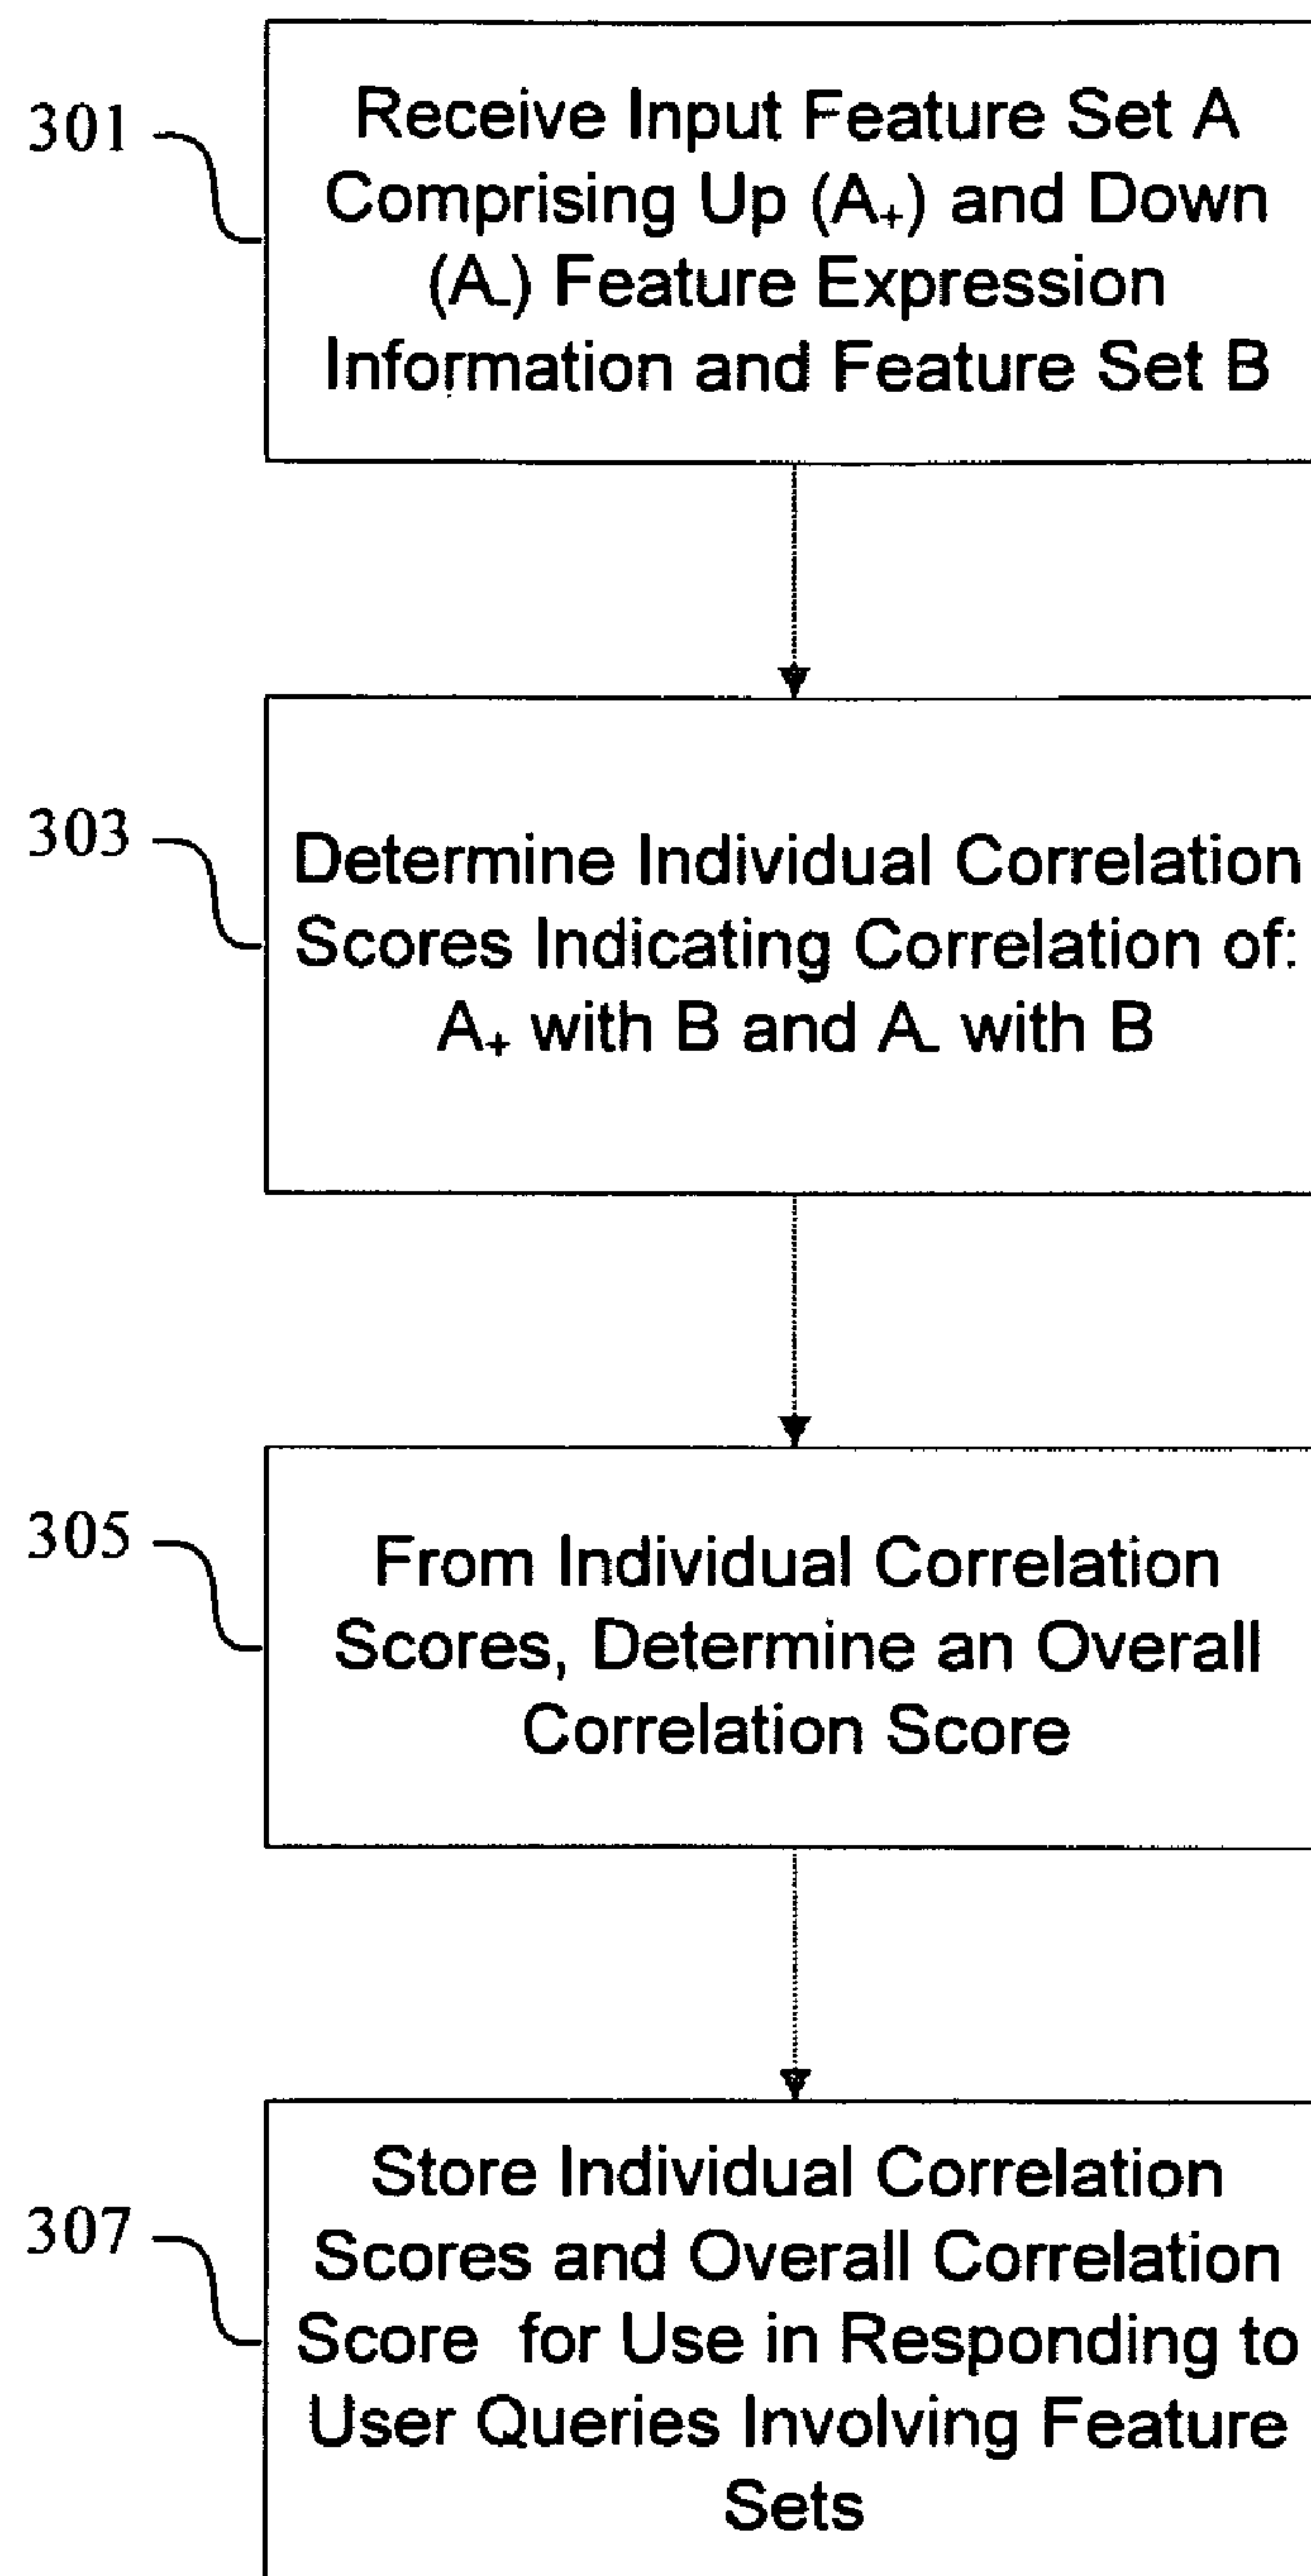 301
Receive Input Feature Set A
Comprising Up (A₊) and Down
(A₋) Feature Expression
Information and Feature Set B
303
Determine Individual Correlation
Scores Indicating Correlation of:
A₊ with B and A₋ with B
305
From Individual Correlation
Scores, Determine an Overall
Correlation Score
307
Store Individual Correlation
Scores and Overall Correlation
Score for Use in Responding to
User Queries Involving Feature
Sets